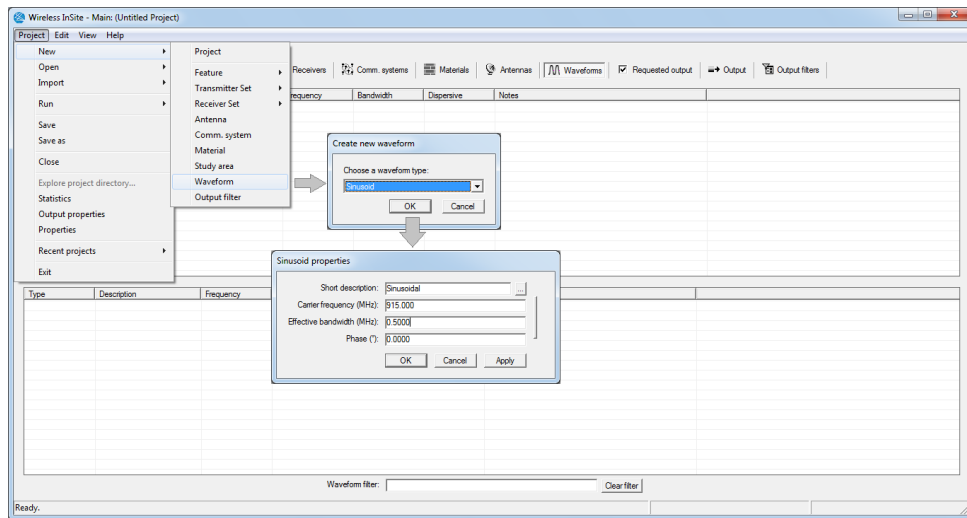 Wireless InSite - Main: (Untitled Project)
Project Edit View Help
New
Open
Import
Run
Save
Save as
Close
Explore project directory...
Statistics
Output properties
Properties
Recent projects
Exit
Project
Feature
Transmitter Set
Receiver Set
Antenna
Comm. system
Material
Study area
Waveform
Output filter
Receivers Comm. systems Materials Antennas Waveforms Requested output Output Output filters
requency Bandwidth Dispersive Notes
Create new waveform
Choose a waveform type:
Sinusoid
OK Cancel
Sinusoid properties
Short description: Sinusoidal ...
Carrier frequency (MHz): 915.000
Effective bandwidth (MHz): 0.5000
Phase (°): 0.0000
OK Cancel Apply
Type Description Frequency
Waveform filter: Clear filter
Ready.